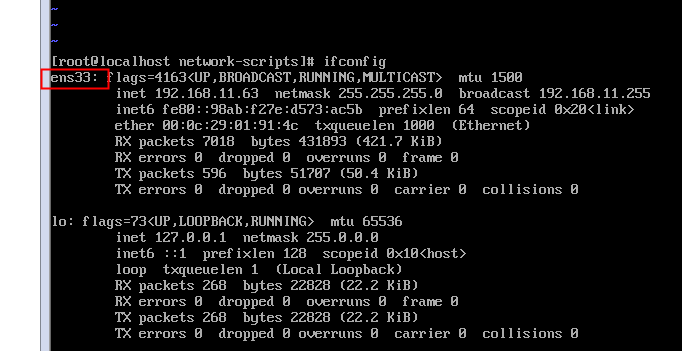 ~
~
~
[root@localhost network-scripts]# ifconfig
ens33: flags=4163<UP,BROADCAST,RUNNING,MULTICAST>  mtu 1500
inet 192.168.11.63  netmask 255.255.255.0  broadcast 192.168.11.255
inet6 fe80::98ab:f27e:d573:ac5b  prefixlen 64  scopeid 0x20<link>
ether 00:0c:29:01:91:4c  txqueuelen 1000  (Ethernet)
RX packets 7018  bytes 431893 (421.7 KiB)
RX errors 0  dropped 0  overruns 0  frame 0
TX packets 596  bytes 51707 (50.4 KiB)
TX errors 0  dropped 0 overruns 0  carrier 0  collisions 0
lo: flags=73<UP,LOOPBACK,RUNNING>  mtu 65536
inet 127.0.0.1  netmask 255.0.0.0
inet6 ::1  prefixlen 128  scopeid 0x10<host>
loop  txqueuelen 1  (Local Loopback)
RX packets 268  bytes 22828 (22.2 KiB)
RX errors 0  dropped 0  overruns 0  frame 0
TX packets 268  bytes 22828 (22.2 KiB)
TX errors 0  dropped 0 overruns 0  carrier 0  collisions 0